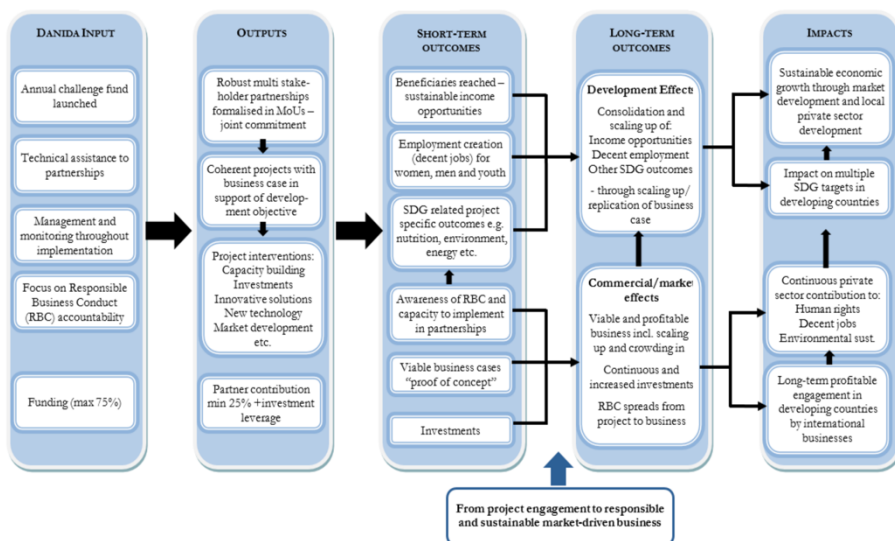 DANIDA INPUT
Annual challenge fund
launched
Technical assistance to
partnerships
Management and
monitoring throughout
implementation
Focus on Responsible
Business Conduct
(RBC) accountability
Funding (max 75%)
OUTPUTS
Robust multi stake-
holder partnerships
formalised in MoUs –
joint commitment
Coherent projects with
business case in
support of develop-
ment objective
Project interventions:
Capacity building
Investments
Innovative solutions
New technology
Market development
etc.
Partner contribution
min 25% +investment
leverage
SHORT-TERM
OUTCOMES
Beneficiaries reached –
sustainable income
opportunities
Employment creation
(decent jobs) for
women, men and youth
SDG related project
specific outcomes e.g.
nutrition, environment,
energy etc.
Awareness of RBC and
capacity to implement
in partnerships
Viable business cases
“proof of concept”
Investments
LONG-TERM
OUTCOMES
Development Effects
Consolidation and
scaling up of:
Income opportunities
Decent employment
Other SDG outcomes
- through scaling up/
replication of business
case
Commercial/market
effects
Viable and profitable
business incl. scaling
up and crowding in
Continuous and
increased investments
RBC spreads from
project to business
IMPACTS
Sustainable economic
growth through market
development and local
private sector
development
Impact on multiple
SDG targets in
developing countries
Continuous private
sector contribution to:
Human rights
Decent jobs
Environmental sust.
Long-term profitable
engagement in
developing countries
by international
businesses
From project engagement to responsible
and sustainable market-driven business